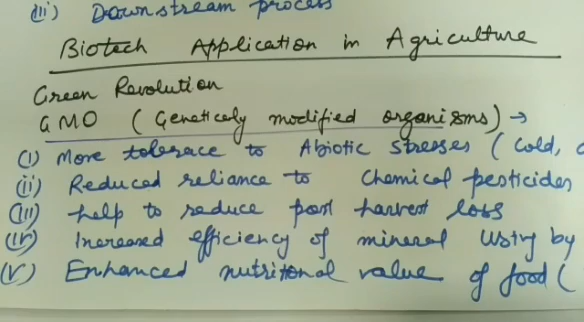 (iii) Downstream process
Biotech Application in Agriculture
Green Revolution
GMO (Geneticaly modified organisms) →
(i) More tolerace to Abiotic stresses (Cold,
(ii) Reduced reliance to Chemical pesticides
(iii) help to reduce post harvest loss
(iv) Increased efficiency of mineral Using by
(v) Enhanced nutritional value of food (